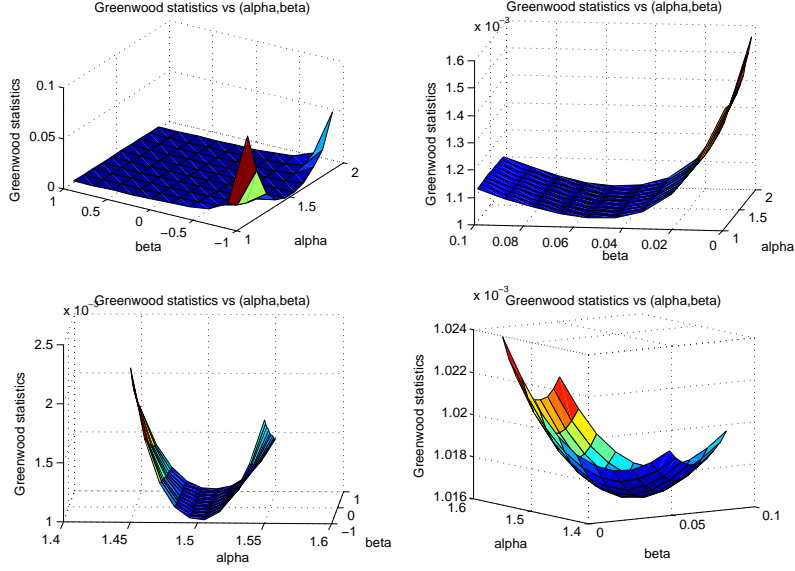 Greenwood statistics vs (alpha,beta)
0.1
0.05
0
Greenwood statistics
1
0.5
0
−0.5
−1
beta
1
1.5
2
alpha
x 10−3
Greenwood statistics vs (alpha,beta)
1.6
1.5
1.4
1.3
1.2
1.1
1
Greenwood statistics
0.1
0.08
0.06
0.04
0.02
0
beta
1
1.5
2
alpha
x 10−3
Greenwood statistics vs (alpha,beta)
2.5
2
1.5
1
Greenwood statistics
1.4
1.45
1.5
1.55
1.6
alpha
1
0
−1
beta
x 10−3
Greenwood statistics vs (alpha,beta)
1.024
1.022
1.02
1.018
1.016
Greenwood statistics
1.6
1.5
1.4
alpha
0
0.05
0.1
beta